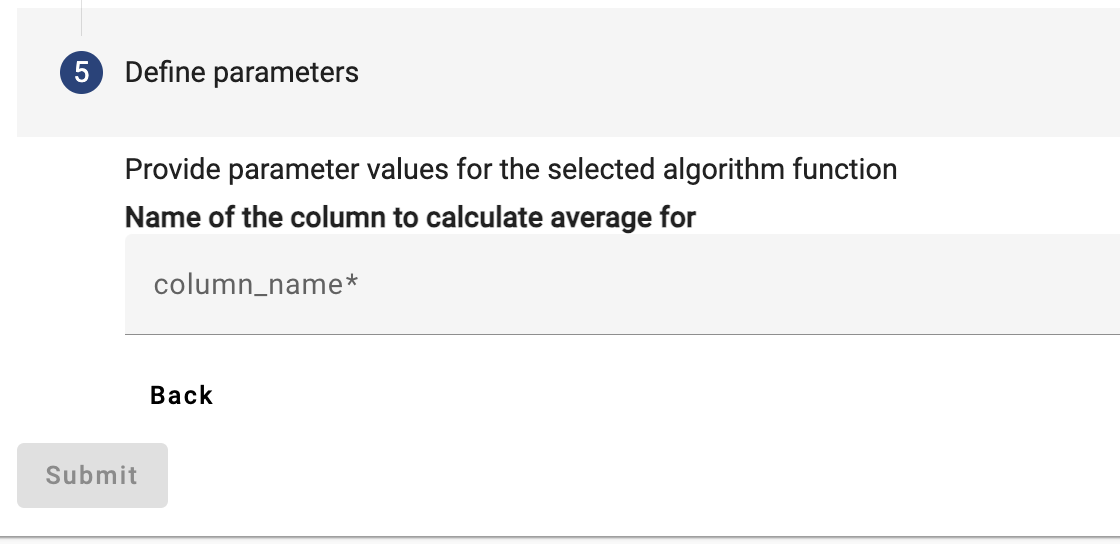 5 Define parameters
Provide parameter values for the selected algorithm function
Name of the column to calculate average for
column_name*
Back
Submit